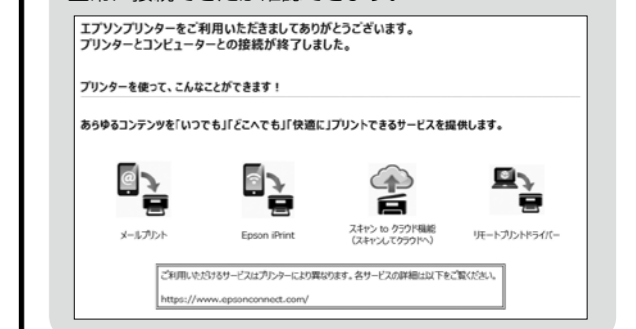 エプソンプリンターをご利用いただきましてありがとうございます。
プリンターとコンピューターとの接続が終了しました。
プリンターを使って、こんなことができます！
あらゆるコンテンツを「いつでも」「どこへでも」「快適に」プリントできるサービスを提供します。
メールプリント
Epson iPrint
スキャン to クラウド機能
（スキャンしてクラウドへ）
リモートプリントドライバー
ご利用いただけるサービスはプリンターにより異なります。各サービスの詳細は以下をご覧ください。
https://www.epsonconnect.com/